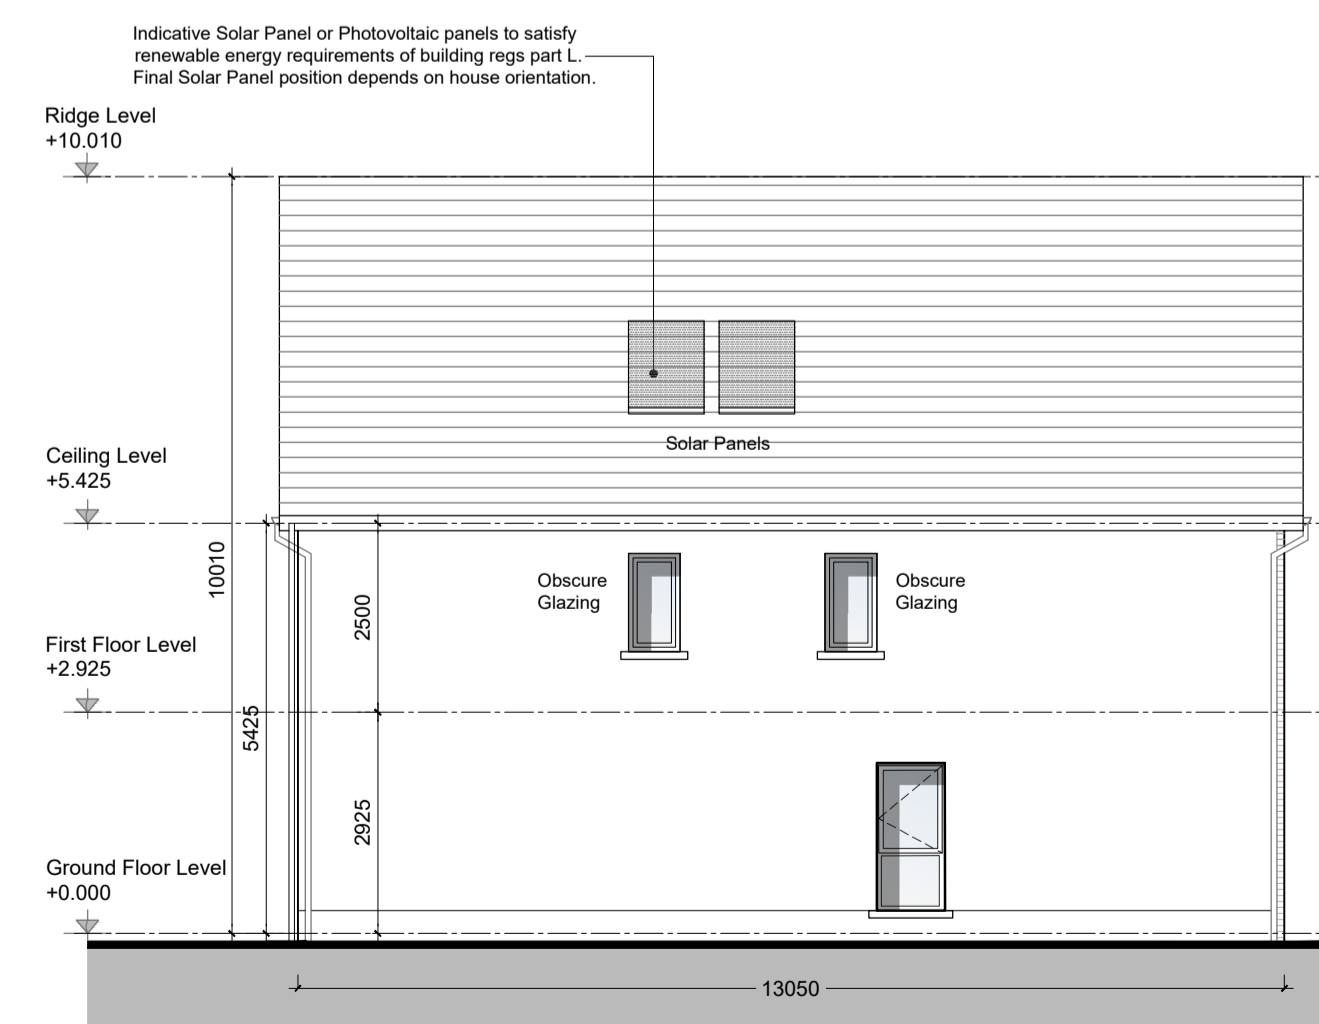 Indicative Solar Panel or Photovoltaic panels to satisfy
renewable energy requirements of building regs part L.
Final Solar Panel position depends on house orientation.
Ridge Level
+10.010
Solar Panels
Ceiling Level
+5.425
10010
2500
Obscure
Glazing
Obscure
Glazing
First Floor Level
+2.925
5425
2925
Ground Floor Level
+0.000
13050